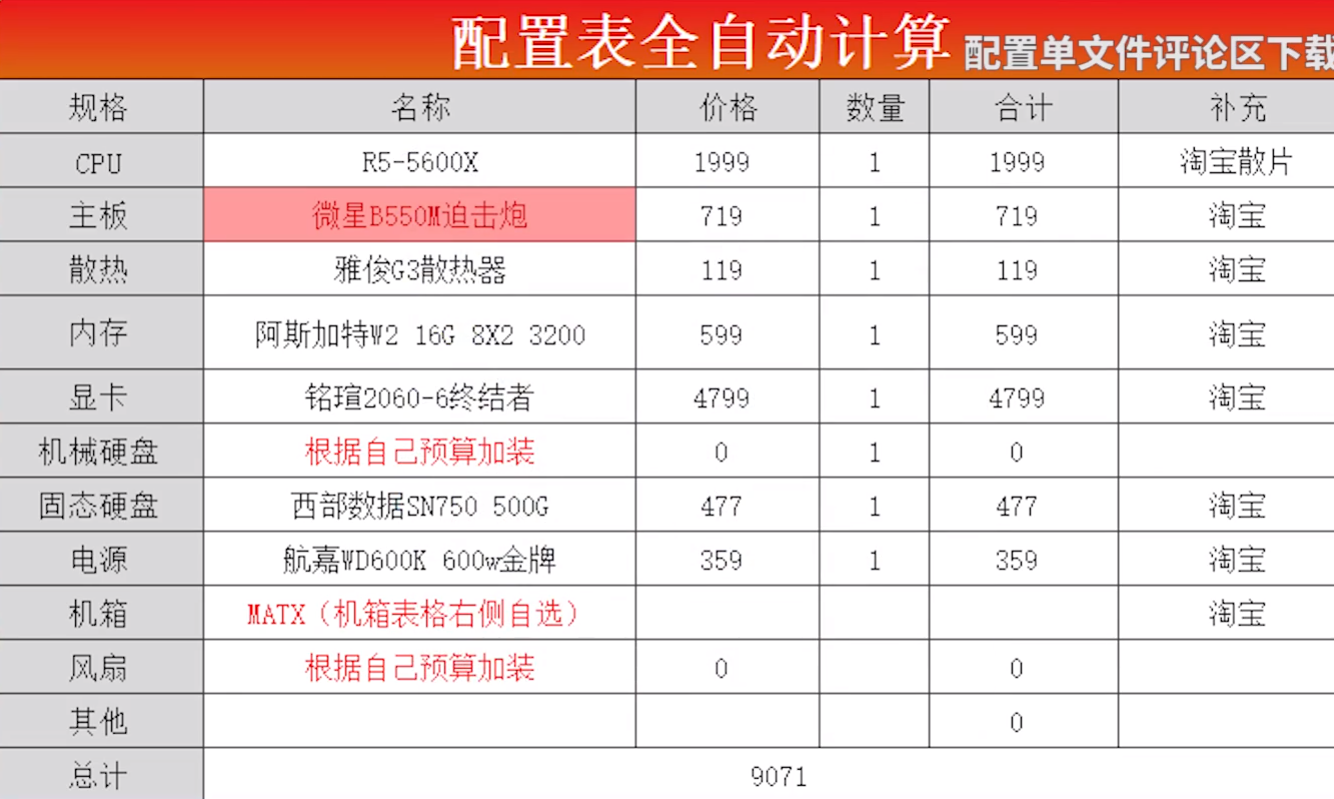 配置表全自动计算 配置单文件评论区下载
规格 名称 价格 数量 合计 补充
CPU R5-5600X 1999 1 1999 淘宝散片
主板 微星B550M迫击炮 719 1 719 淘宝
散热 雅俊G3散热器 119 1 119 淘宝
内存 阿斯加特W2 16G 8X2 3200 599 1 599 淘宝
显卡 铭瑄2060-6终结者 4799 1 4799 淘宝
机械硬盘 根据自己预算加装 0 1 0
固态硬盘 西部数据SN750 500G 477 1 477 淘宝
电源 航嘉WD600K 600w金牌 359 1 359 淘宝
机箱 MATX（机箱表格右侧自选） 淘宝
风扇 根据自己预算加装 0 0
其他 0
总计 9071